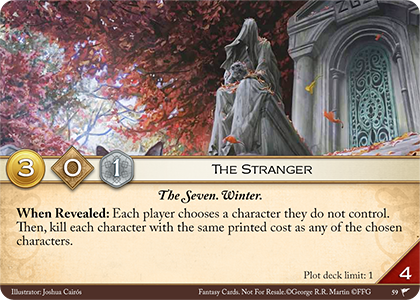 3 0 1 THE STRANGER
The Seven. Winter.
When Revealed: Each player chooses a character they do not control.
Then, kill each character with the same printed cost as any of the chosen
characters.
Plot deck limit: 1
4
Illustrator: Joshua Cairós Fantasy Cards. Not For Resale. ©George R.R. Martin ©FFG 59